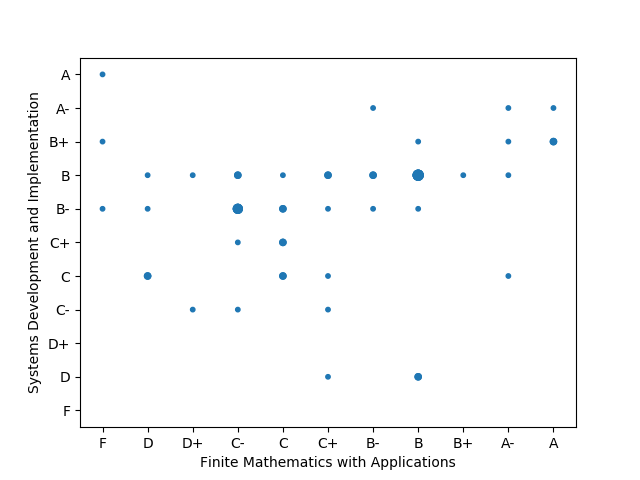 Systems Development and Implementation
A
A-
B+
B
B-
C+
C
C-
D+
D
F
F D D+ C- C C+ B- B B+ A- A
Finite Mathematics with Applications